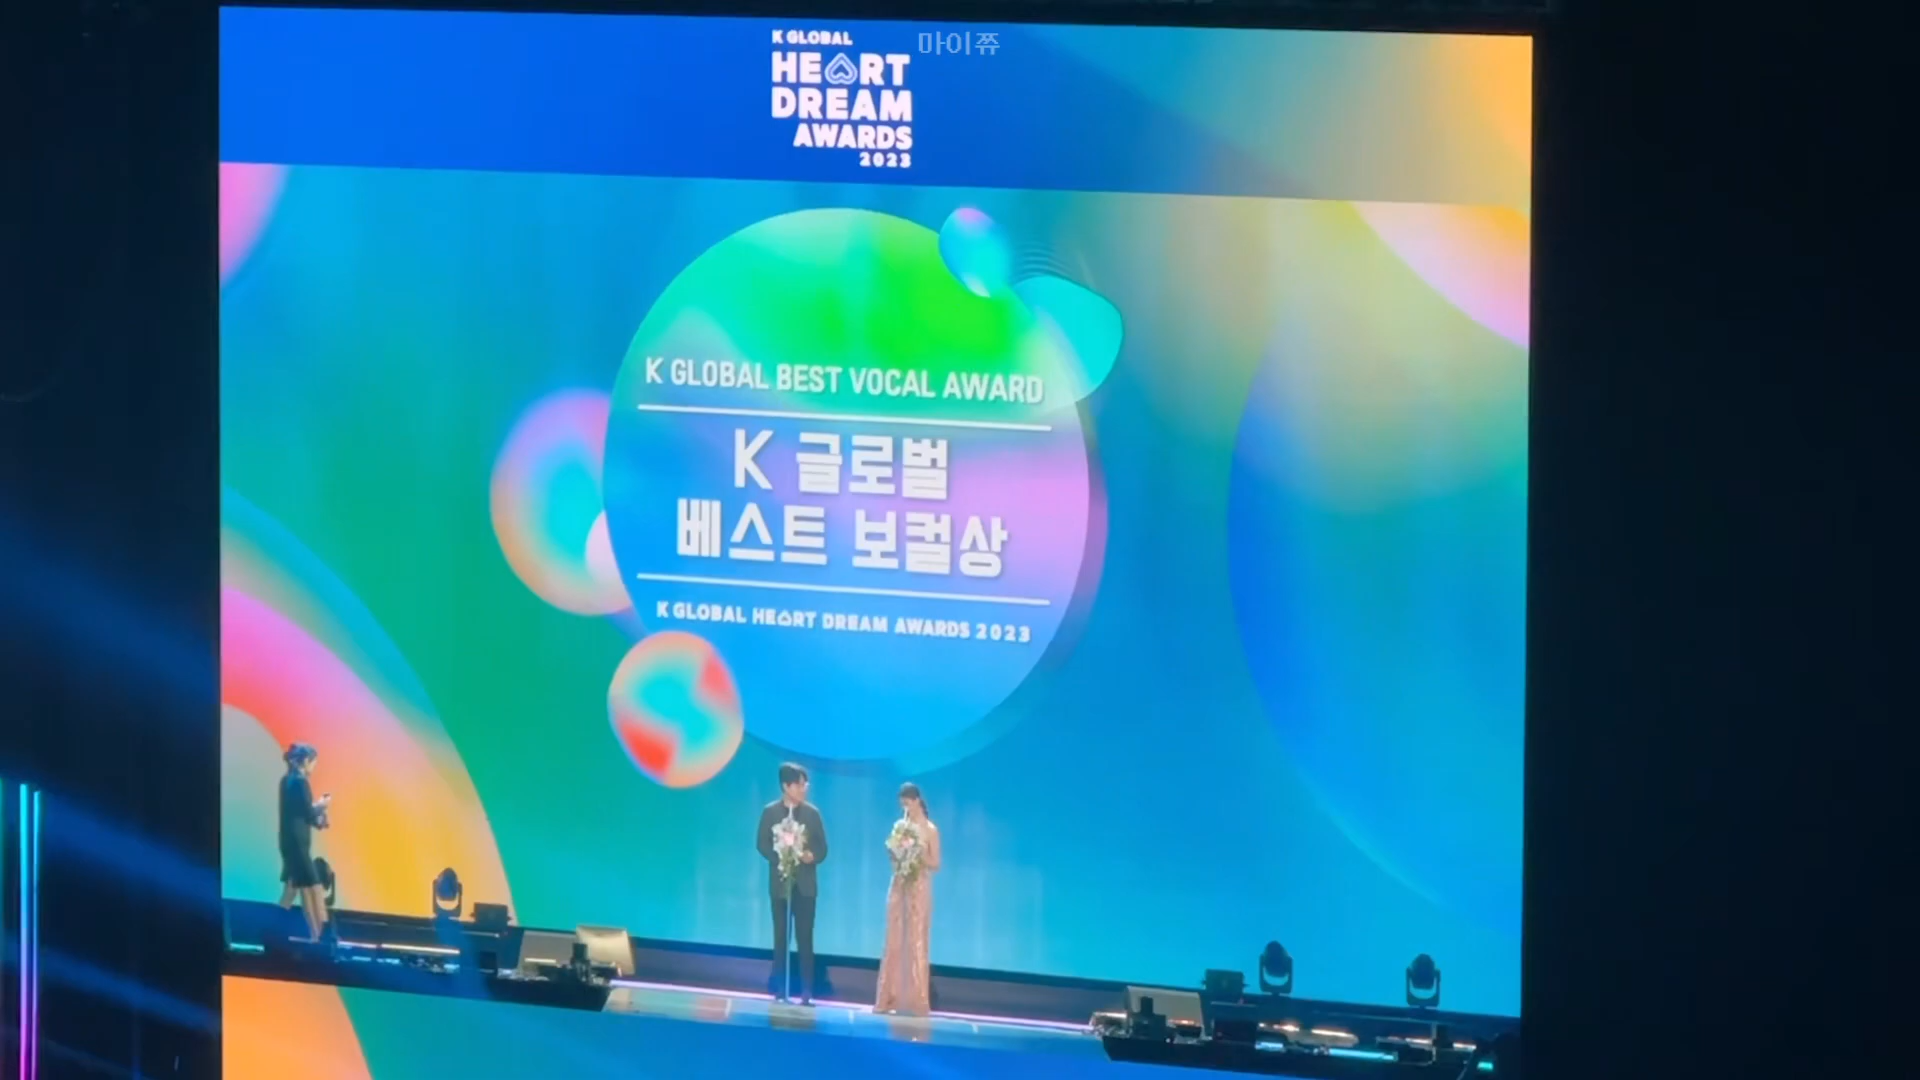 K GLOBAL
HEART
DREAM
AWARDS
2023
마이쮸
K GLOBAL BEST VOCAL AWARD
K 글로벌
베스트 보컬상
K GLOBAL HEART DREAM AWARDS 2023